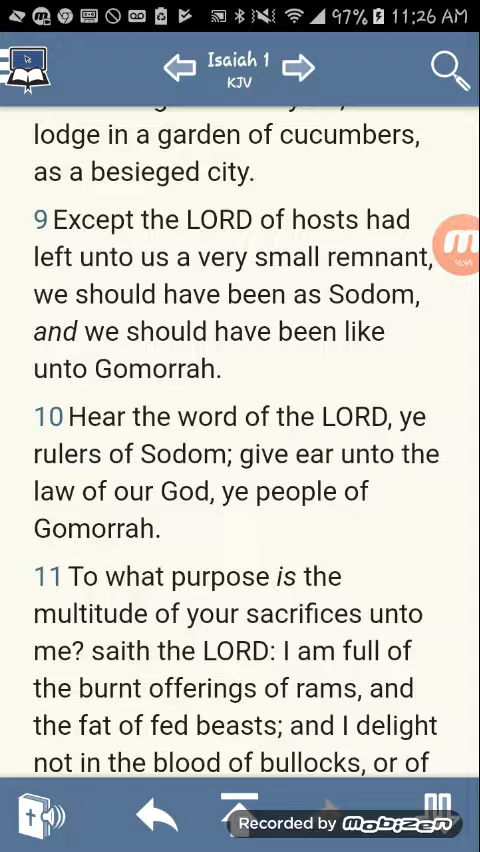 97% 11:26 AM
Isaiah 1
KJV
lodge in a garden of cucumbers,
as a besieged city.
9 Except the LORD of hosts had
left unto us a very small remnant,
we should have been as Sodom,
and we should have been like
unto Gomorrah.
10 Hear the word of the LORD, ye
rulers of Sodom; give ear unto the
law of our God, ye people of
Gomorrah.
11 To what purpose is the
multitude of your sacrifices unto
me? saith the LORD: I am full of
the burnt offerings of rams, and
the fat of fed beasts; and I delight
not in the blood of bullocks, or of
Recorded by mobizen